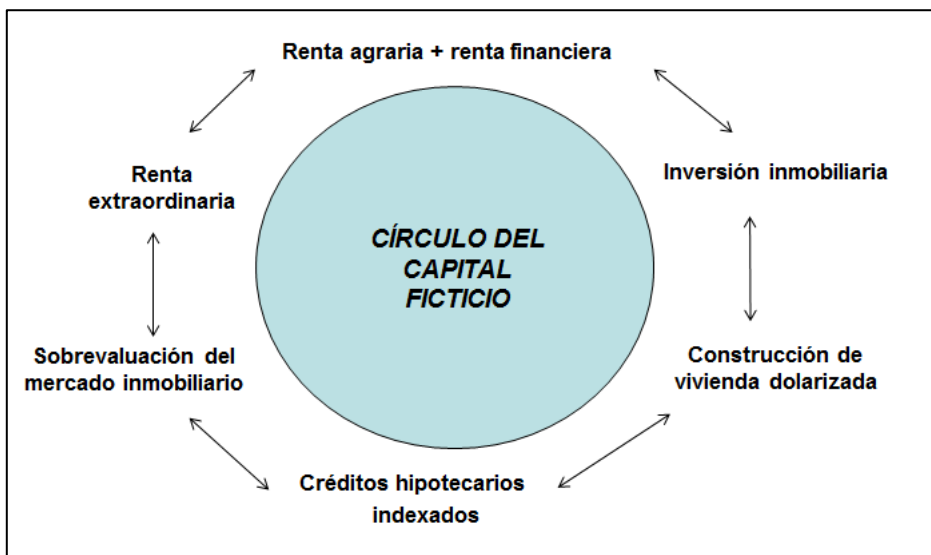 Renta agraria + renta financiera
Renta
extraordinaria
Inversión inmobiliaria
CÍRCULO DEL
CAPITAL
FICTICIO
Sobrevaluación del
mercado inmobiliario
Construcción de
vivienda dolarizada
Créditos hipotecarios
indexados